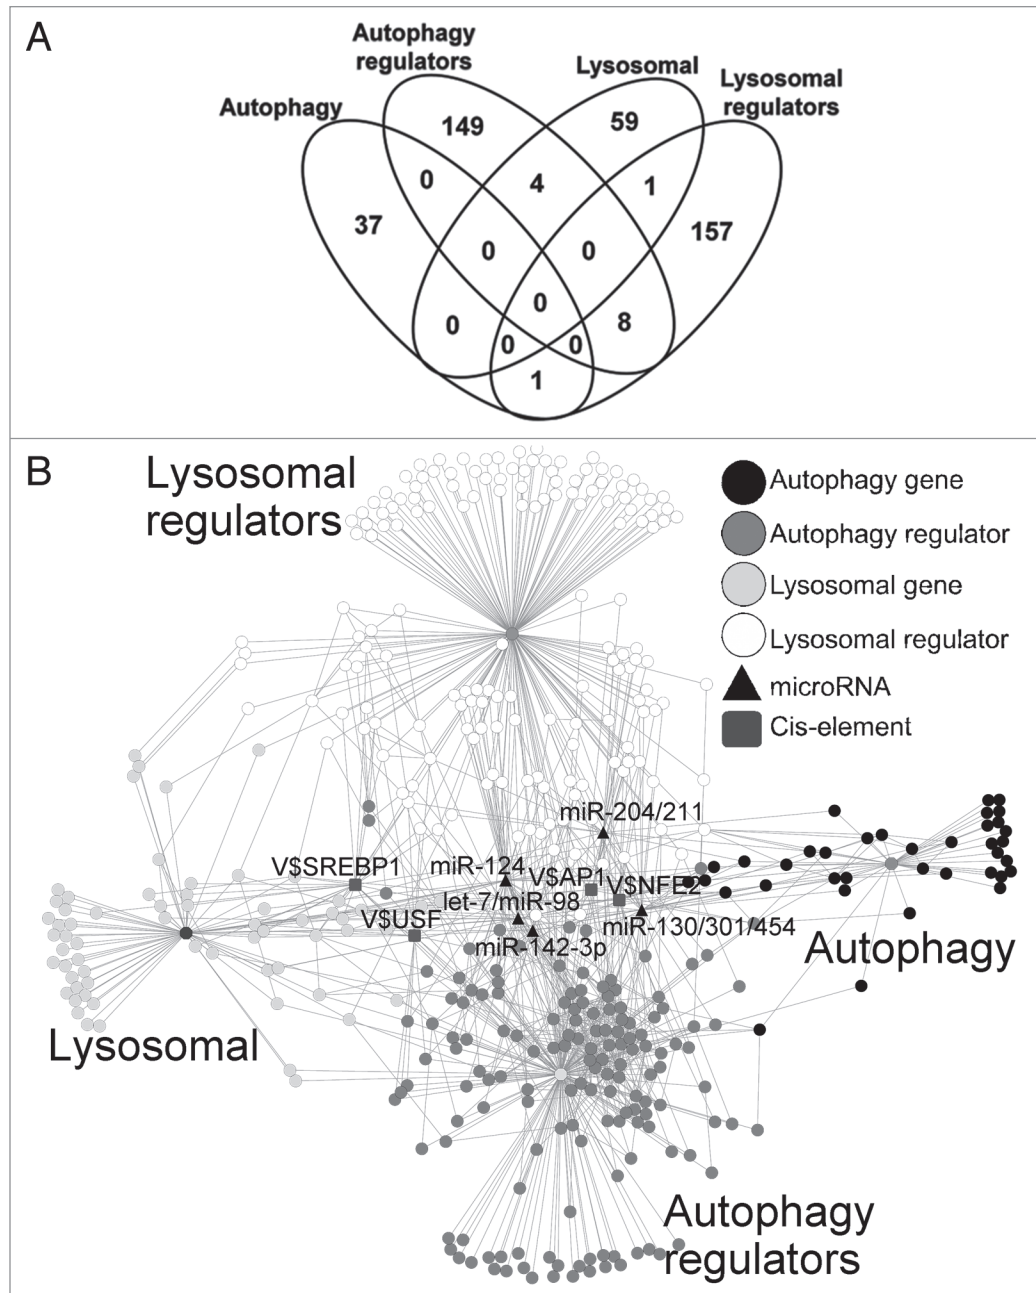 A
Autophagy
regulators
Lysosomal
Lysosomal
regulators
Autophagy
149
59
0
4
1
37
157
0
0
0
0
8
0
0
1
B
Lysosomal
regulators
Autophagy gene
Autophagy regulator
Lysosomal gene
Lysosomal regulator
microRNA
Cis-element
miR-204/211
V$SREBP1
miR-124
V$AP1
V$NFE2
let-7/miR-98
V$USF
miR-130/301/454
miR-142-3p
Autophagy
Lysosomal
Autophagy
regulators